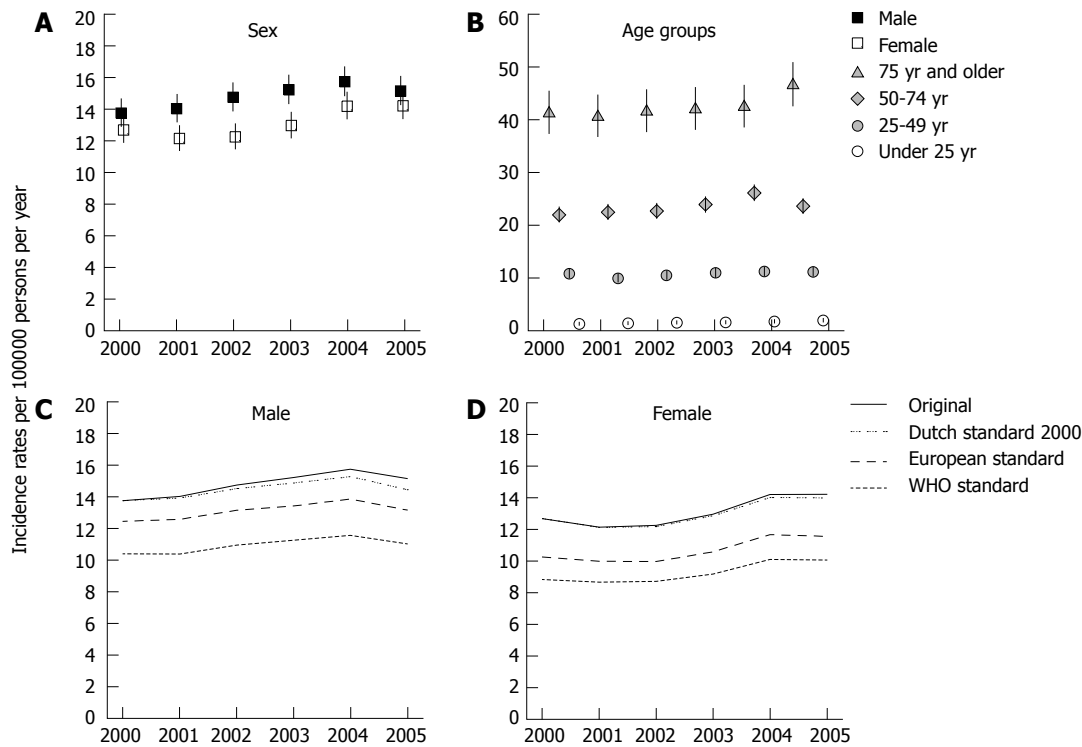 A
Sex
20
18
16
14
12
10
8
6
4
2
0
2000 2001 2002 2003 2004 2005
B
Age groups
60
50
40
30
20
10
0
2000 2001 2002 2003 2004 2005
Male
Female
75 yr and older
50-74 yr
25-49 yr
Under 25 yr
Incidence rates per 100000 persons per year
C
Male
20
18
16
14
12
10
8
6
4
2
0
2000 2001 2002 2003 2004 2005
D
Female
20
18
16
14
12
10
8
6
4
2
0
2000 2001 2002 2003 2004 2005
Original
Dutch standard 2000
European standard
WHO standard